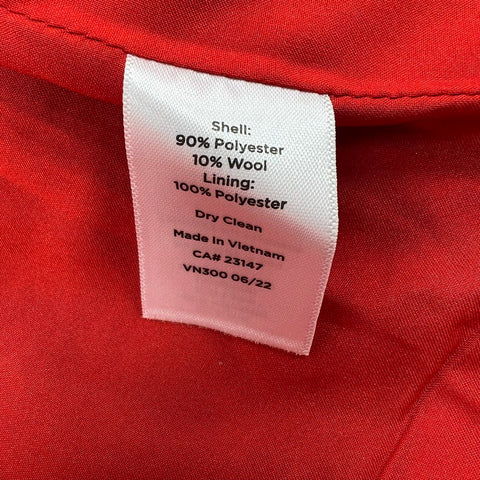 Shell:
90% Polyester
10% Wool
Lining:
100% Polyester
Dry Clean
Made in Vietnam
CA# 23147
VN300 06/22